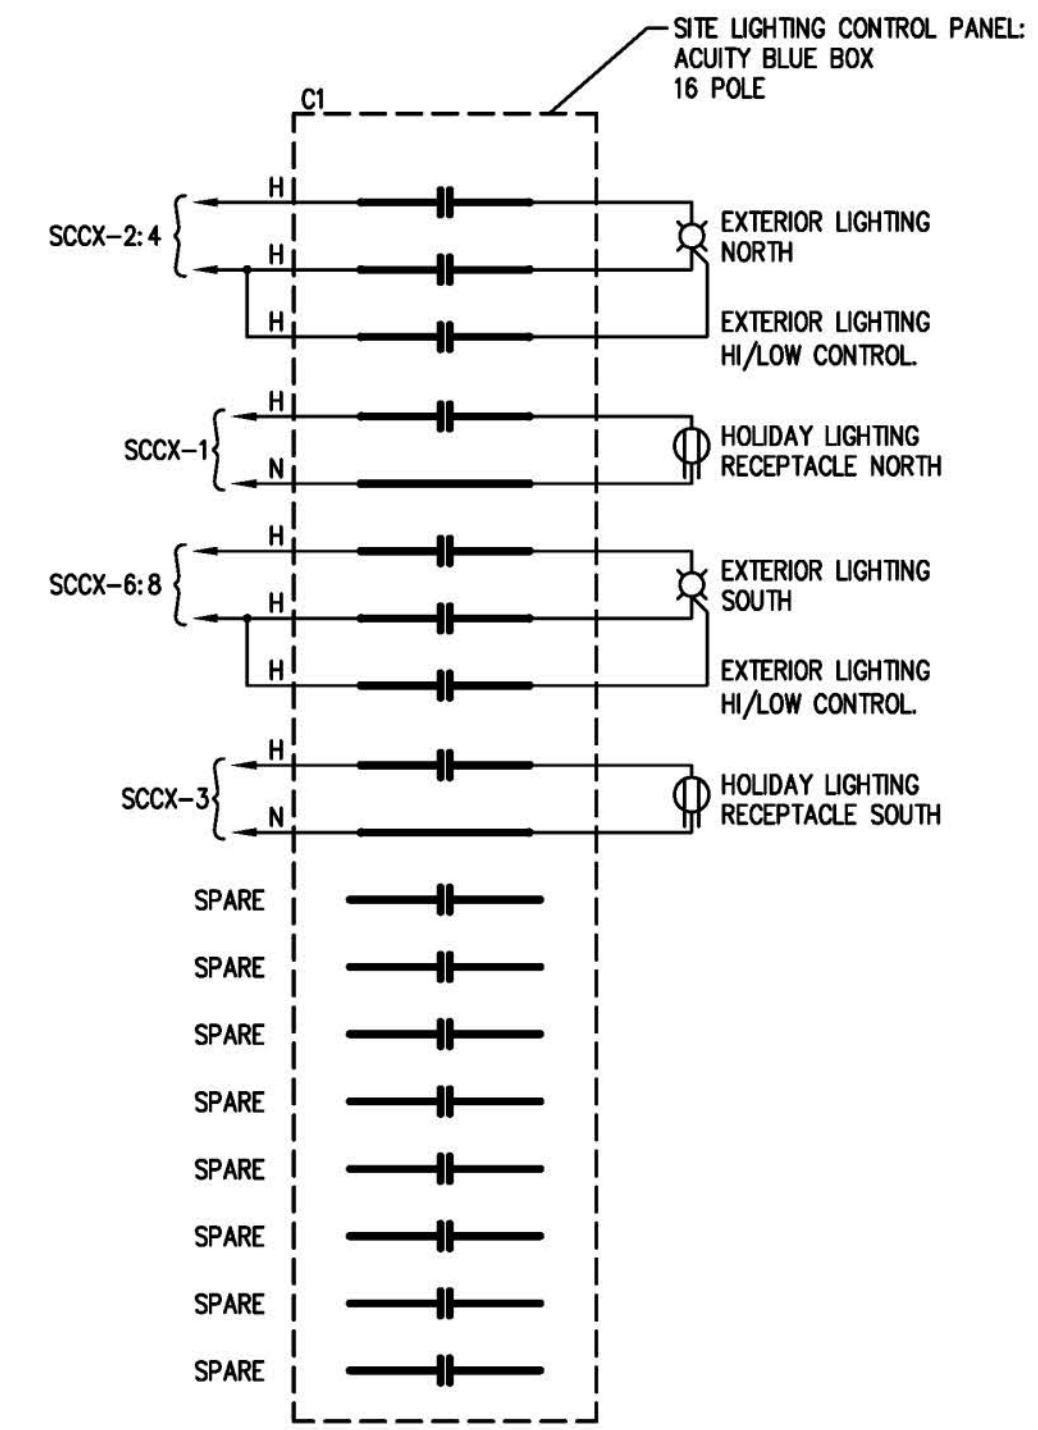 SITE LIGHTING CONTROL PANEL:
ACUITY BLUE BOX
16 POLE
C1
H
SCCX-2:4
EXTERIOR LIGHTING
NORTH
H
H
EXTERIOR LIGHTING
HI/LOW CONTROL.
H
SCCX-1
HOLIDAY LIGHTING
RECEPTACLE NORTH
N
H
SCCX-6:8
EXTERIOR LIGHTING
SOUTH
H
H
EXTERIOR LIGHTING
HI/LOW CONTROL.
H
SCCX-3
HOLIDAY LIGHTING
RECEPTACLE SOUTH
N
SPARE
SPARE
SPARE
SPARE
SPARE
SPARE
SPARE
SPARE